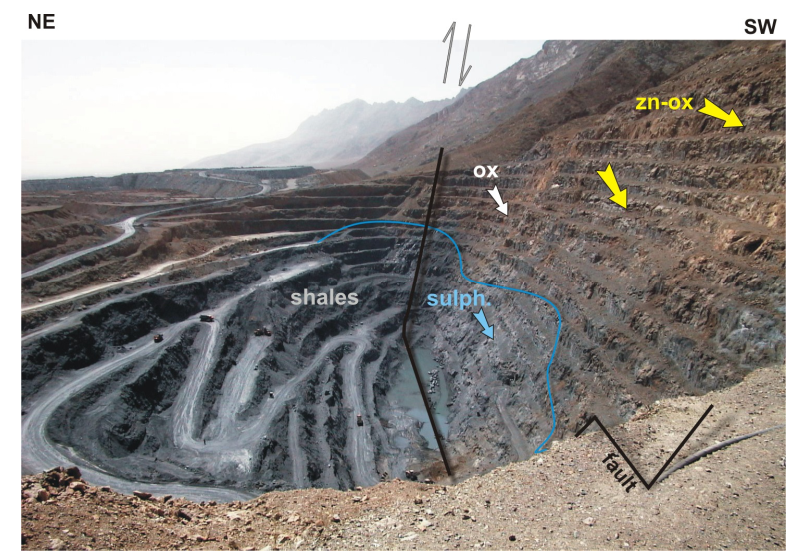 NE
SW
zn-ox
ox
shales
sulph.
fault